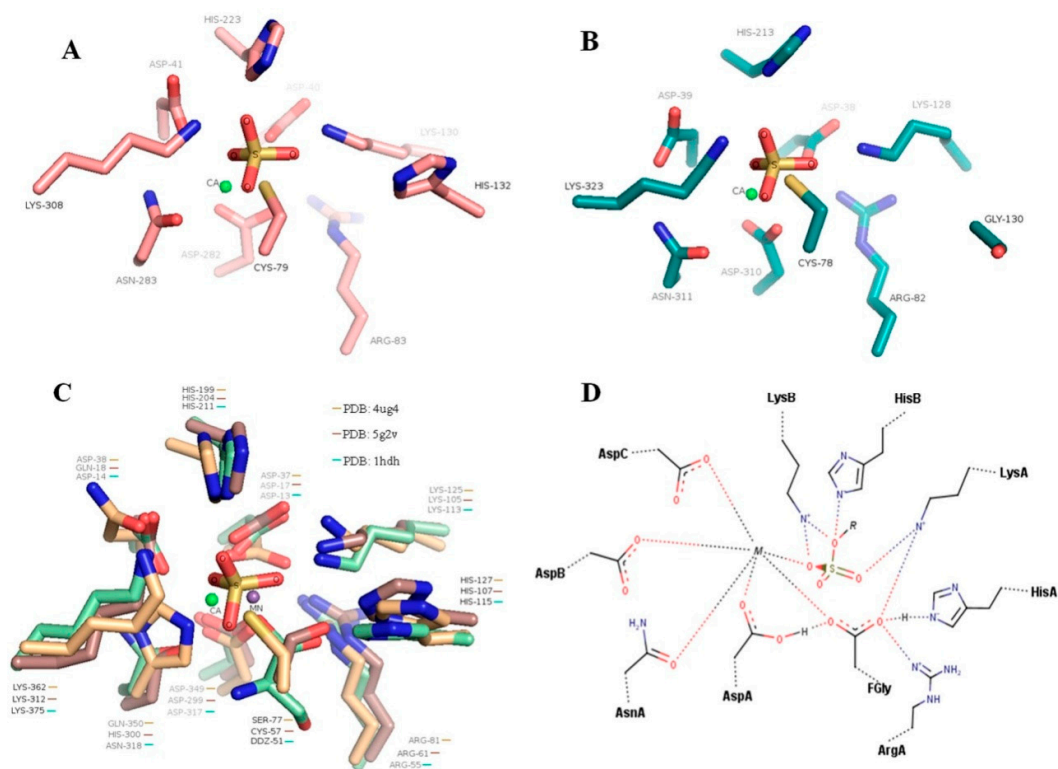 A
HIS-223
ASP-41
ASP-40
LYS-130
LYS-308
CA
S
O
O
O
O
HIS-132
ASP-282
CYS-79
ASN-283
ARG-83
B
HIS-213
ASP-39
ASP-38
LYS-128
LYS-323
CA
S
O
O
O
O
GLY-130
CYS-78
ASN-311
ASP-310
ARG-82
C
HIS-199
HIS-204
HIS-211
PDB: 4ug4
PDB: 5g2v
PDB: 1hdh
ASP-38
GLN-18
ASP-14
ASP-37
ASP-17
ASP-13
LYS-125
LYS-105
LYS-113
S
O
O
O
CA
MN
HIS-127
HIS-107
HIS-115
LYS-362
LYS-312
LYS-375
ASP-349
ASP-299
ASP-317
GLN-350
HIS-300
ASN-318
SER-77
CYS-57
DDZ-51
ARG-81
ARG-61
ARG-55
D
LysB
HisB
AspC
LysA
O
O
N
N
N⁺
N⁺
R
O
M
O
S
O
O
AspB
O
O
HisA
H₂N
O
O
O
O
H
N
N
O
O
H
AsnA
AspA
FGly
N⁺
NH₂
NH
ArgA